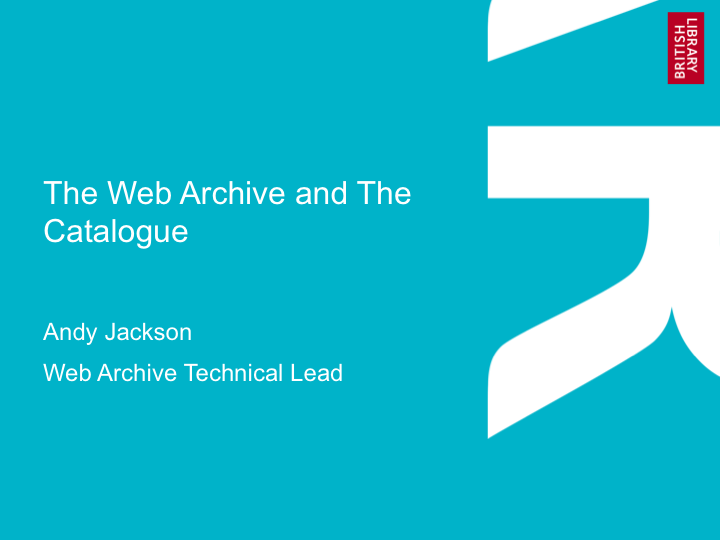 LIBRARY
BRITISH
The Web Archive and The
Catalogue
Andy Jackson
Web Archive Technical Lead